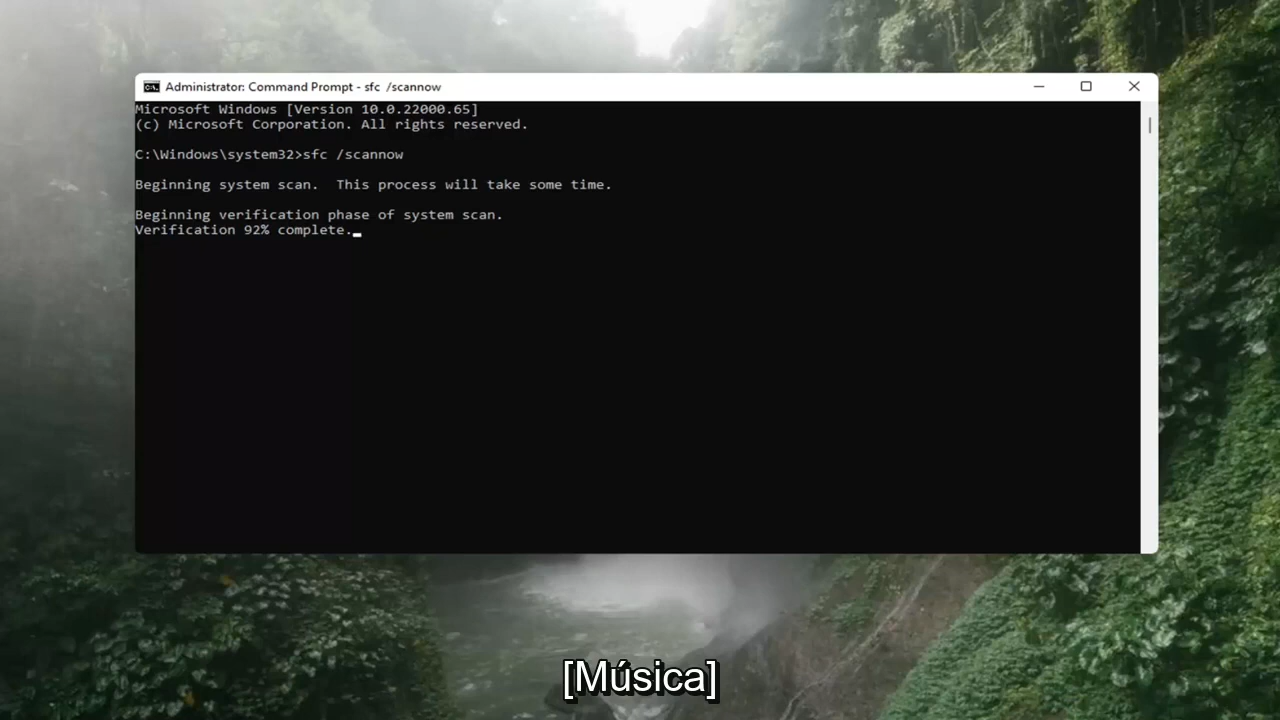 Administrator: Command Prompt - sfc /scannow
Microsoft Windows [Version 10.0.22000.65]
(c) Microsoft Corporation. All rights reserved.
C:\Windows\system32>sfc /scannow
Beginning system scan.  This process will take some time.
Beginning verification phase of system scan.
Verification 92% complete.
[Música]